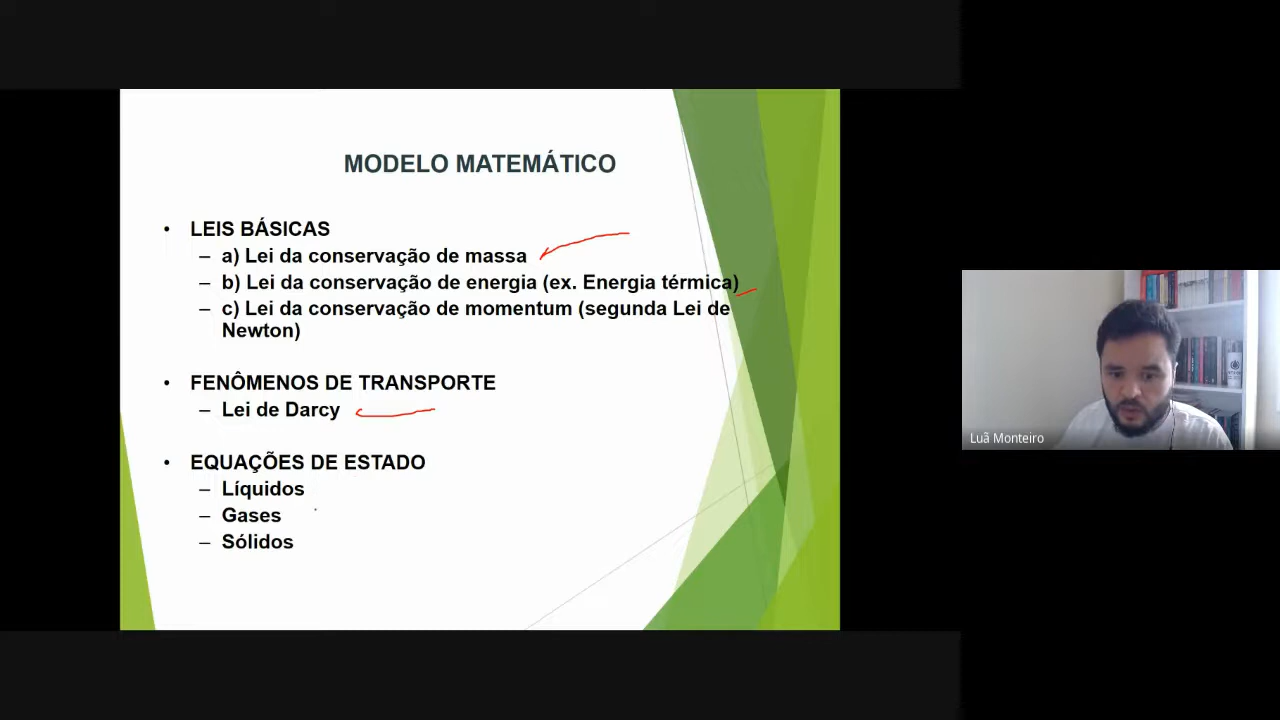 MODELO MATEMÁTICO
• LEIS BÁSICAS
– a) Lei da conservação de massa
– b) Lei da conservação de energia (ex. Energia térmica)
– c) Lei da conservação de momentum (segunda Lei de
Newton)
• FENÔMENOS DE TRANSPORTE
– Lei de Darcy
• EQUAÇÕES DE ESTADO
– Líquidos
– Gases
– Sólidos
Luã Monteiro